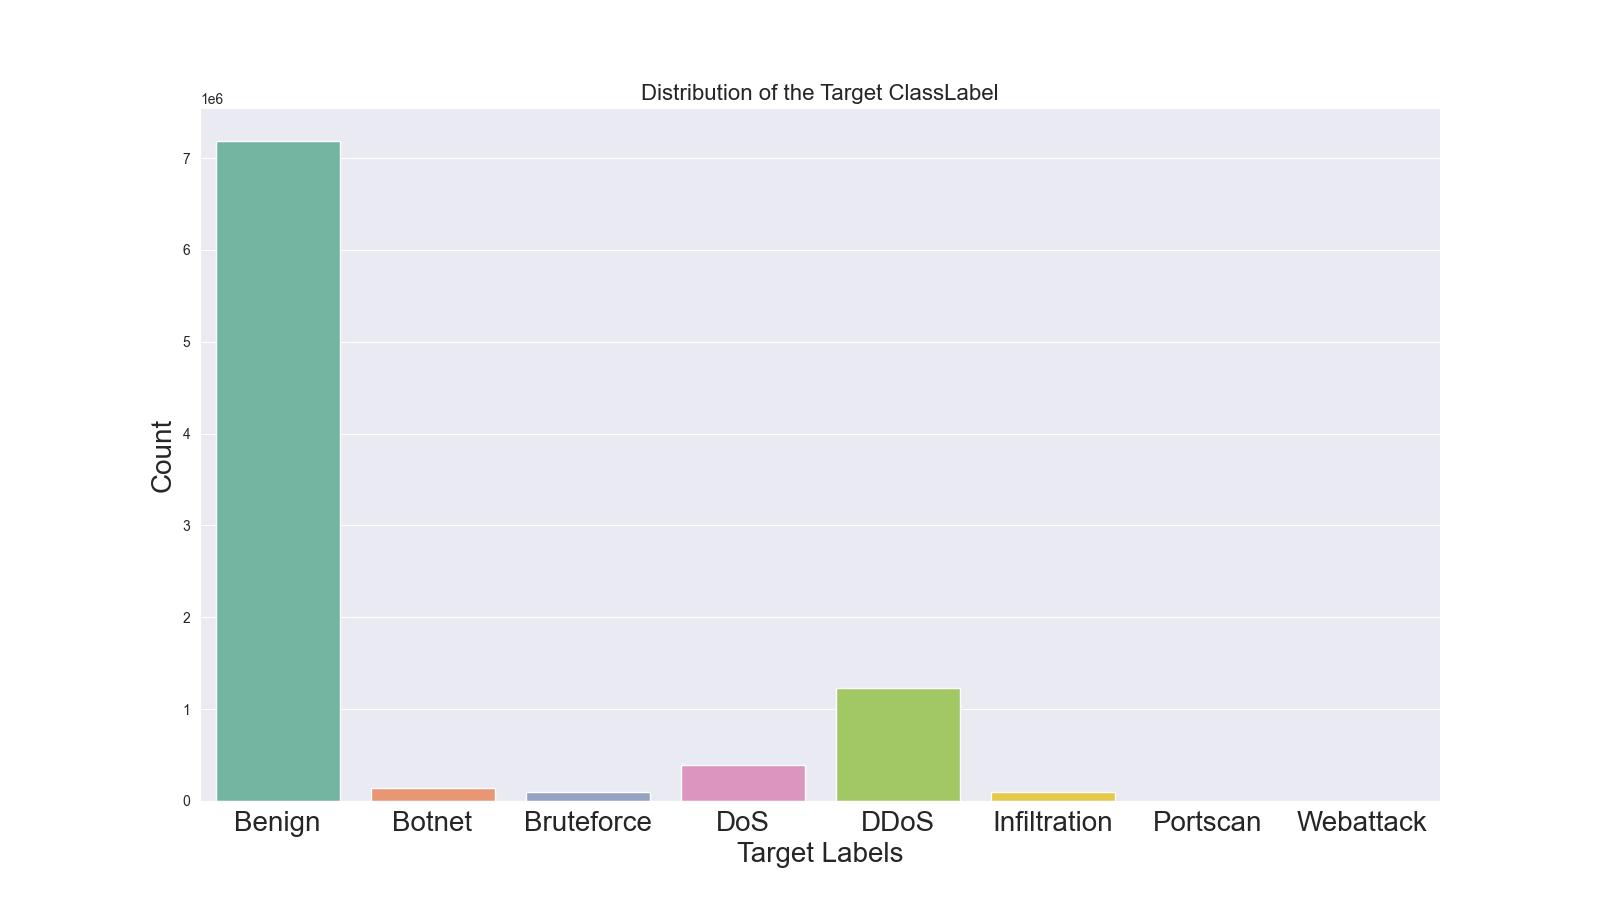 Distribution of the Target ClassLabel
1e6
7
6
5
4
3
2
1
0
Count
Benign Botnet Bruteforce DoS DDoS Infiltration Portscan Webattack
Target Labels